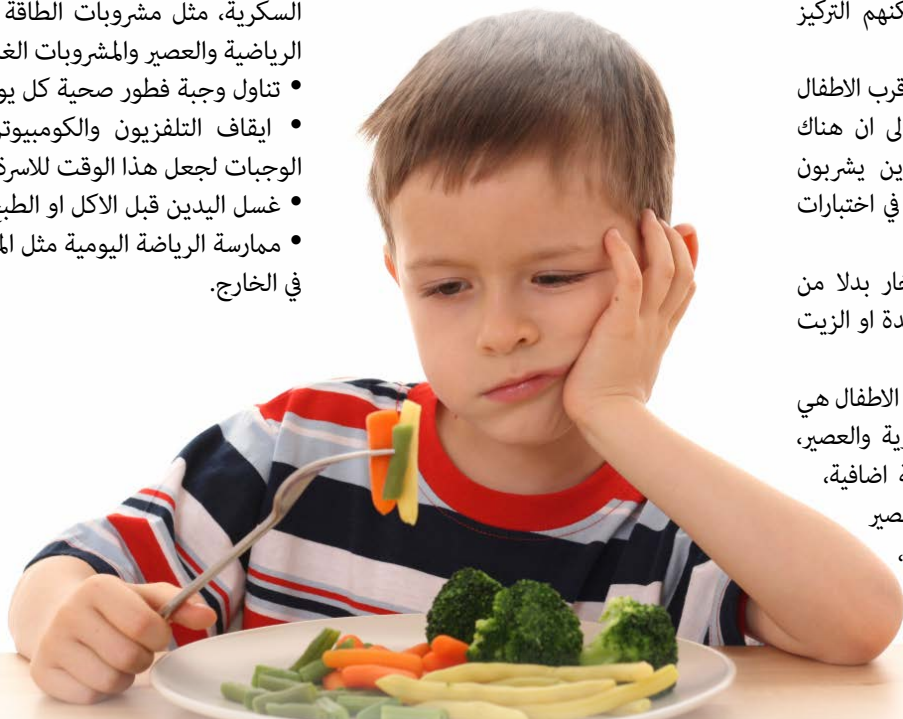 كنهم التركيز
قرب الاطفال
لى ان هناك
ين يشربون
في اختبارات
خار بدلا من
دة او الزيت
الاطفال هي
رية والعصير،
ة اضافية،
صير
،
السكرية، مثل مشروبات الطاقة
الرياضية والعصير والمشروبات الغ
• تناول وجبة فطور صحية كل يو
• ايقاف التلفزيون والكومبيوتر
الوجبات لجعل هذا الوقت للاسرة
• غسل اليدين قبل الاكل او الطب
• ممارسة الرياضة اليومية مثل الم
في الخارج.